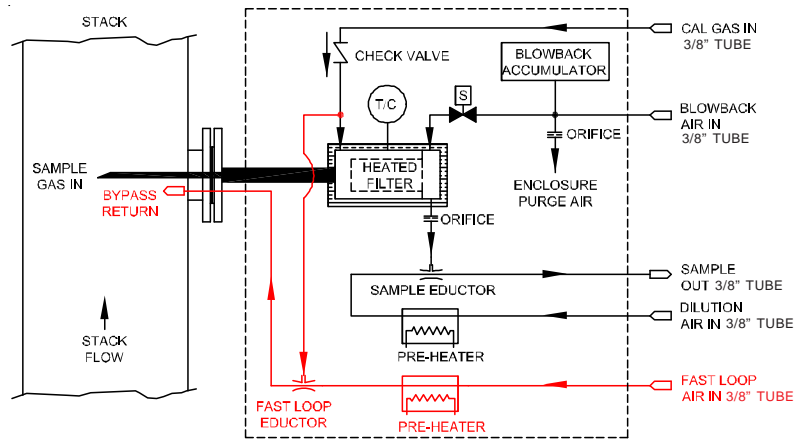 STACK
CAL GAS IN
3/8" TUBE
CHECK VALVE
BLOWBACK
ACCUMULATOR
T/C
S
BLOWBACK
AIR IN
3/8" TUBE
ORIFICE
SAMPLE
GAS IN
HEATED
FILTER
ENCLOSURE
PURGE AIR
BYPASS
RETURN
ORIFICE
SAMPLE
OUT 3/8" TUBE
SAMPLE EDUCTOR
DILUTION
AIR IN 3/8" TUBE
STACK
FLOW
PRE-HEATER
FAST LOOP
AIR IN 3/8" TUBE
FAST LOOP
EDUCTOR
PRE-HEATER